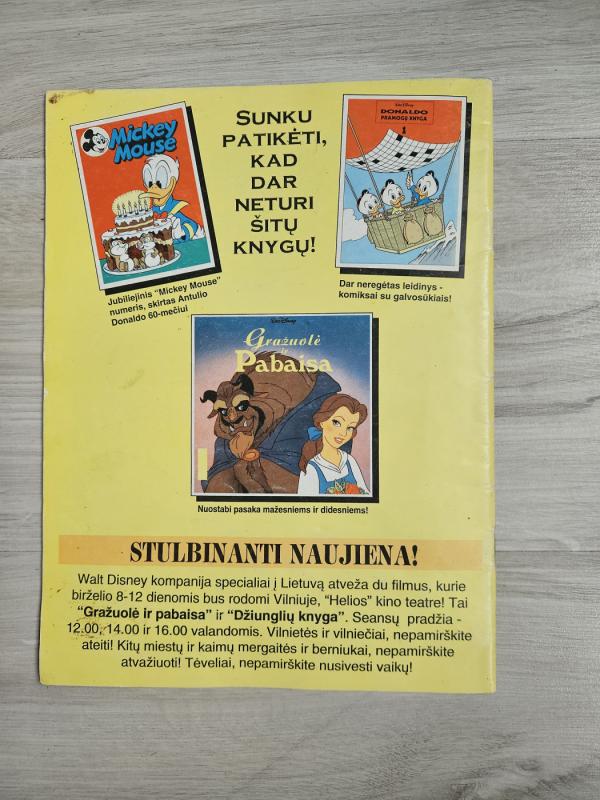 Mickey
Mouse
SUNKU
PATIKĖTI,
KAD
DAR
NETURI
ŠITŲ
KNYGŲ!
Walt Disney
DONALDO
PRAMOGŲ KNYGA
1
Jubiliejinis "Mickey Mouse"
numeris, skirtas Antulio
Donaldo 60-mečiui
Dar neregėtas leidinys -
komiksai su galvosūkiais!
Walt Disney
Gražuolė
ir
Pabaisa
Nuostabi pasaka mažesniems ir didesniems!
STULBINANTI NAUJIENA!
Walt Disney kompanija specialiai į Lietuvą atveža du filmus, kurie
birželio 8-12 dienomis bus rodomi Vilniuje, "Helios" kino teatre! Tai
"Gražuolė ir pabaisa" ir "Džiunglių knyga". Seansų pradžia -
12.00, 14.00 ir 16.00 valandomis. Vilnietės ir vilniečiai, nepamirškite
ateiti! Kitų miestų ir kaimų mergaitės ir berniukai, nepamirškite
atvažiuoti! Tėveliai, nepamirškite nusivesti vaikų!